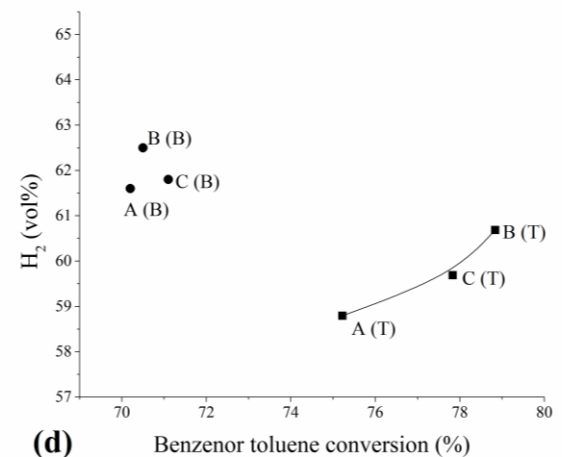 65
64
63
62
61
60
59
58
57
H2 (vol%)
B (B)
C (B)
A (B)
B (T)
C (T)
A (T)
70 72 74 76 78 80
(d) Benzenor toluene conversion (%)